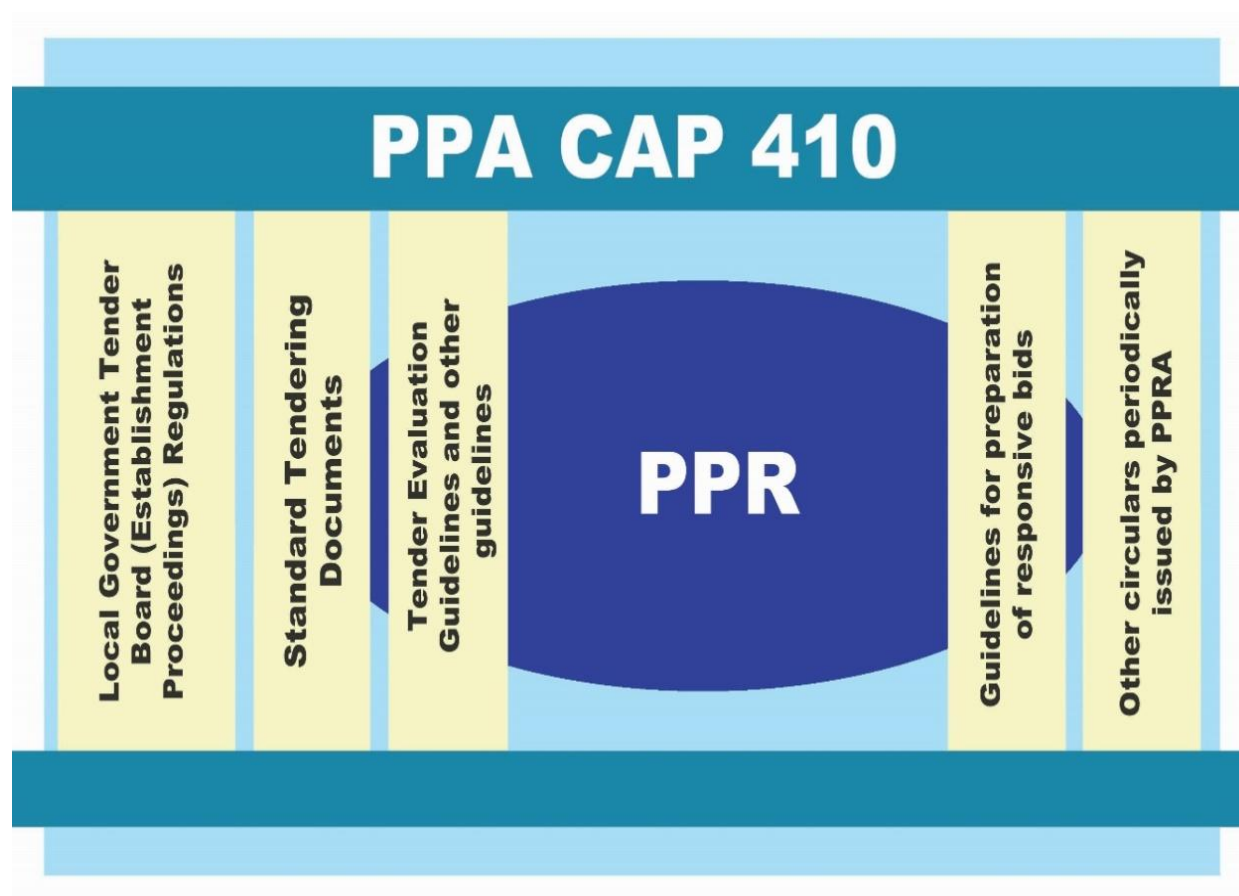 PPA CAP 410
Local Government Tender
Board (Establishment
Proceedings) Regulations
Standard Tendering
Documents
Tender Evaluation
Guidelines and other
guidelines
PPR
Guidelines for preparation
of responsive bids
Other circulars periodically
issued by PPRA